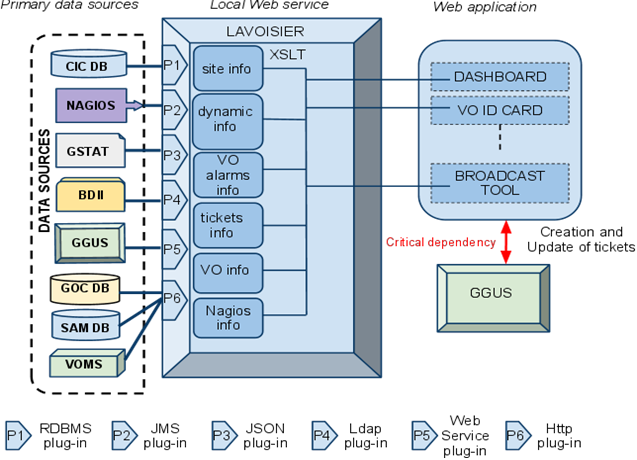 Primary data sources
Local Web service
Web application
LAVOISIER
XSLT
DATA SOURCES
CIC DB
NAGIOS
GSTAT
BDII
GGUS
GOC DB
SAM DB
VOMS
P1
P2
P3
P4
P5
P6
site info
dynamic
info
VO
alarms
info
tickets
info
VO info
Nagios
info
DASHBOARD
VO ID CARD
BROADCAST
TOOL
Critical dependency
Creation and
Update of tickets
GGUS
P1
RDBMS
plug-in
P2
JMS
plug-in
P3
JSON
plug-in
P4
Ldap
plug-in
P5
Web
Service
plug-in
P6
Http
plug-in